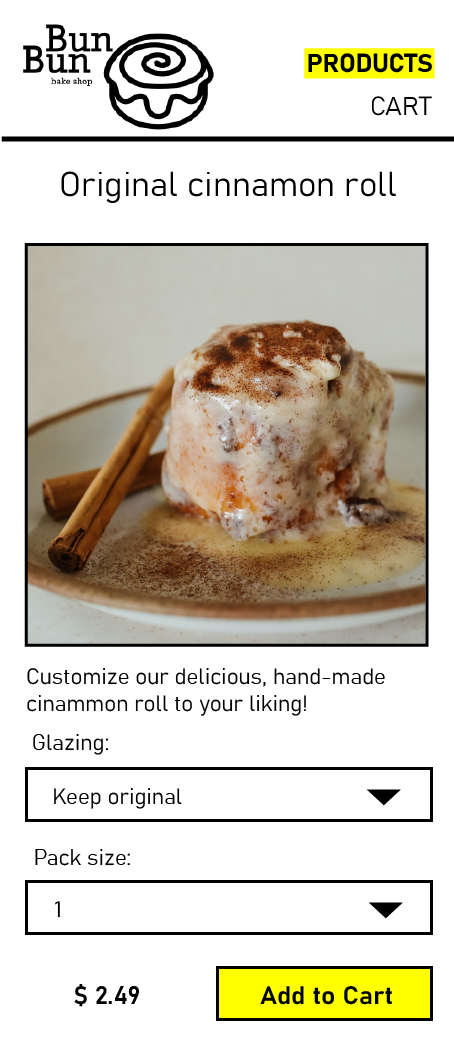 Bun
Bun
bake shop
PRODUCTS
CART
Original cinnamon roll
Customize our delicious, hand-made
cinammon roll to your liking!
Glazing:
Keep original
Pack size:
1
$ 2.49
Add to Cart